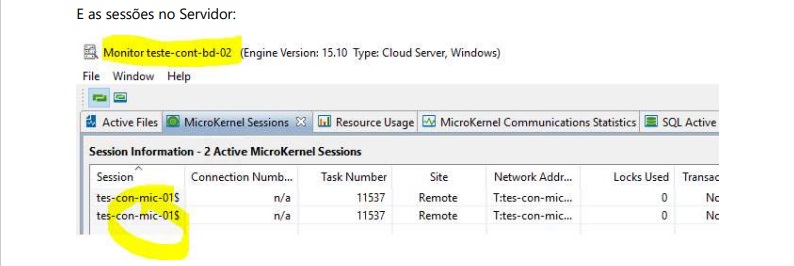 E as sessões no Servidor:
Monitor teste-cont-bd-02 (Engine Version: 15.10 Type: Cloud Server, Windows)
File Window Help
Active Files MicroKernel Sessions Resource Usage MicroKernel Communications Statistics SQL Active
Session Information - 2 Active MicroKernel Sessions
Session Connection Numb... Task Number Site Network Addr... Locks Used Transac
tes-con-mic-01$ n/a 11537 Remote T:tes-con-mic... 0 Nc
tes-con-mic-01$ n/a 11537 Remote T:tes-con-mic... 0 Nc